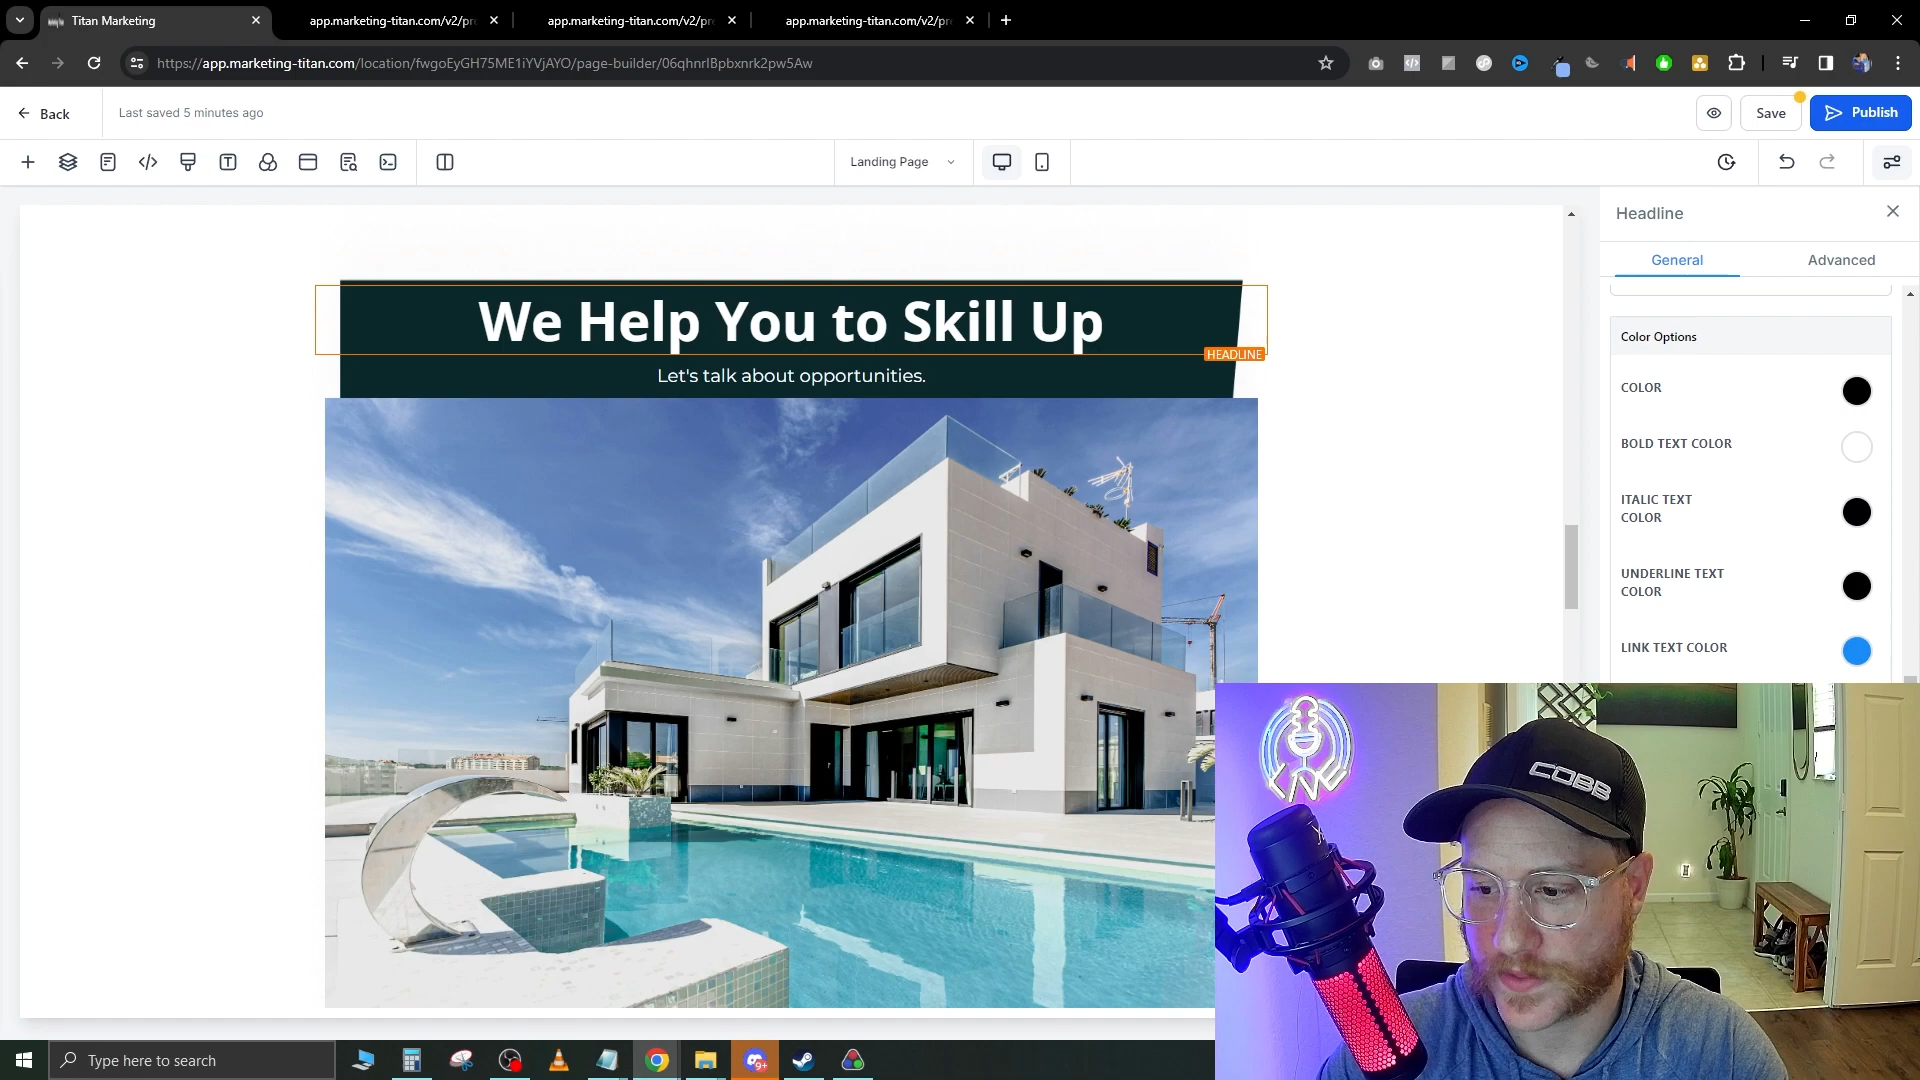 Titan Marketing
app.marketing-titan.com/v2/pr
app.marketing-titan.com/v2/pr
app.marketing-titan.com/v2/pr
https://app.marketing-titan.com/location/fwgoEyGH75ME1iYVjAYO/page-builder/06qhnrlBpbxnrk2pw5Aw
Back
Last saved 5 minutes ago
Save
Publish
Landing Page
Headline
General
Advanced
We Help You to Skill Up
HEADLINE
Let's talk about opportunities.
Color Options
COLOR
BOLD TEXT COLOR
ITALIC TEXT
COLOR
UNDERLINE TEXT
COLOR
LINK TEXT COLOR
COBB
Type here to search
9+